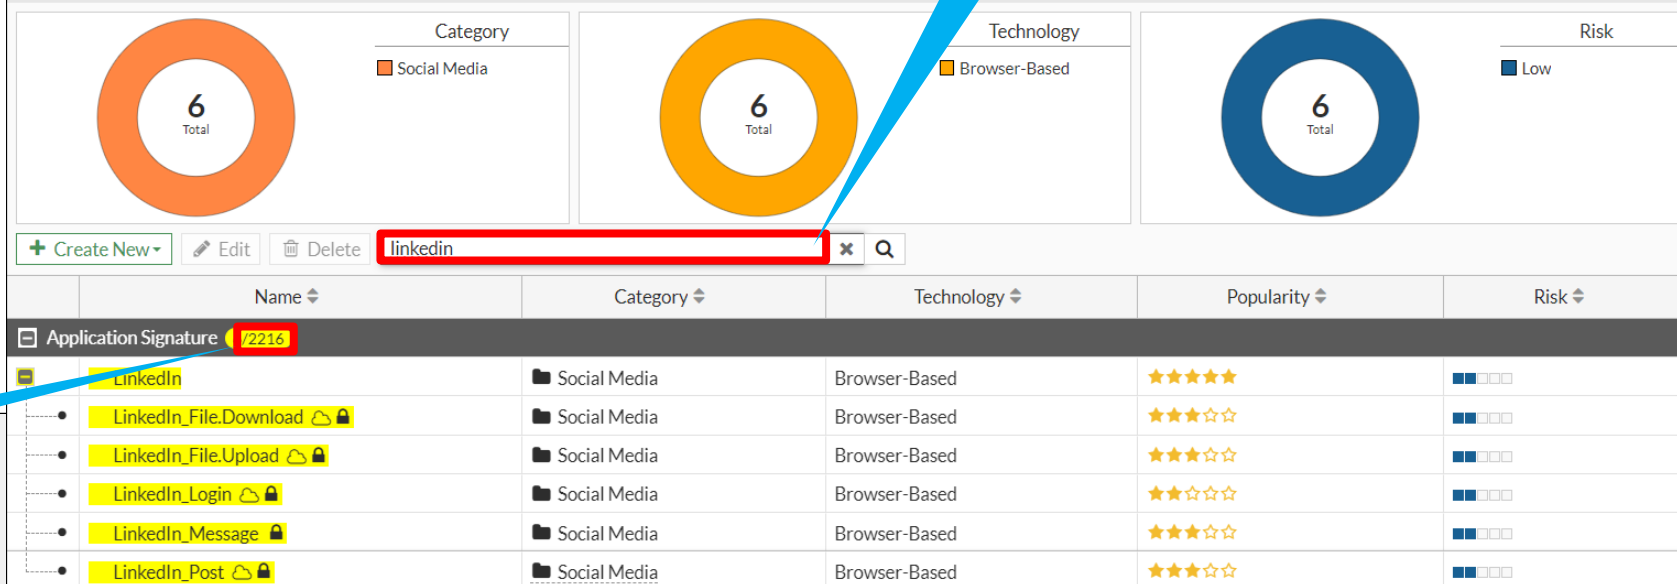 Category
Social Media
6
Total
Technology
Browser-Based
6
Total
Risk
Low
6
Total
Create New Edit Delete linkedin
Name Category Technology Popularity Risk
Application Signature /2216
LinkedIn Social Media Browser-Based
LinkedIn_File.Download Social Media Browser-Based
LinkedIn_File.Upload Social Media Browser-Based
LinkedIn_Login Social Media Browser-Based
LinkedIn_Message Social Media Browser-Based
LinkedIn_Post Social Media Browser-Based